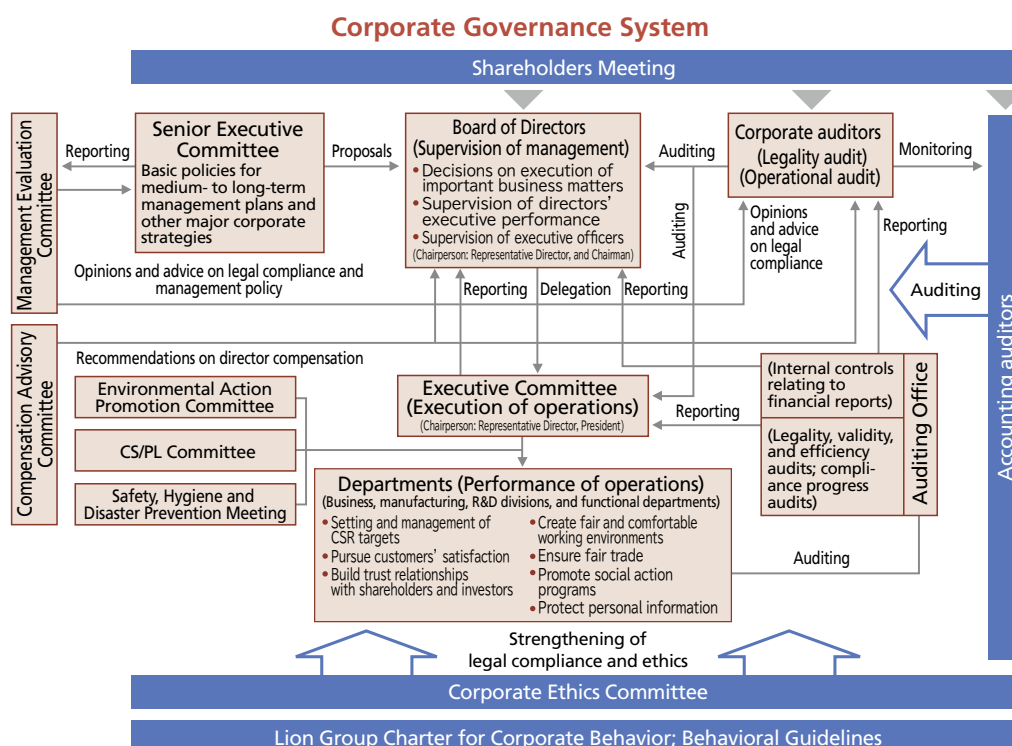 Corporate Governance System
Shareholders Meeting
Management Evaluation
Committee
Reporting
Senior Executive
Committee
Basic policies for
medium- to long-term
management plans and
other major corporate
strategies
Proposals
Board of Directors
(Supervision of management)
• Decisions on execution of
important business matters
• Supervision of directors’
executive performance
• Supervision of executive officers
(Chairperson: Representative Director, and Chairman)
Auditing
Auditing
Corporate auditors
(Legality audit)
(Operational audit)
Monitoring
Opinions
and advice
on legal
compliance
Reporting
Auditing
Accounting auditors
Opinions and advice on legal compliance and
management policy
Reporting
Delegation
Reporting
Compensation Advisory
Committee
Recommendations on director compensation
Environmental Action
Promotion Committee
CS/PL Committee
Safety, Hygiene and
Disaster Prevention Meeting
Executive Committee
(Execution of operations)
(Chairperson: Representative Director, President)
Reporting
(Internal controls
relating to
financial reports)
(Legality, validity,
and efficiency
audits; compli-
ance progress
audits)
Auditing Office
Departments (Performance of operations)
(Business, manufacturing, R&D divisions, and functional departments)
• Setting and management of
CSR targets
• Pursue customers’ satisfaction
• Build trust relationships
with shareholders and investors
• Create fair and comfortable
working environments
• Ensure fair trade
• Promote social action
programs
• Protect personal information
Auditing
Strengthening of
legal compliance and ethics
Corporate Ethics Committee
Lion Group Charter for Corporate Behavior; Behavioral Guidelines